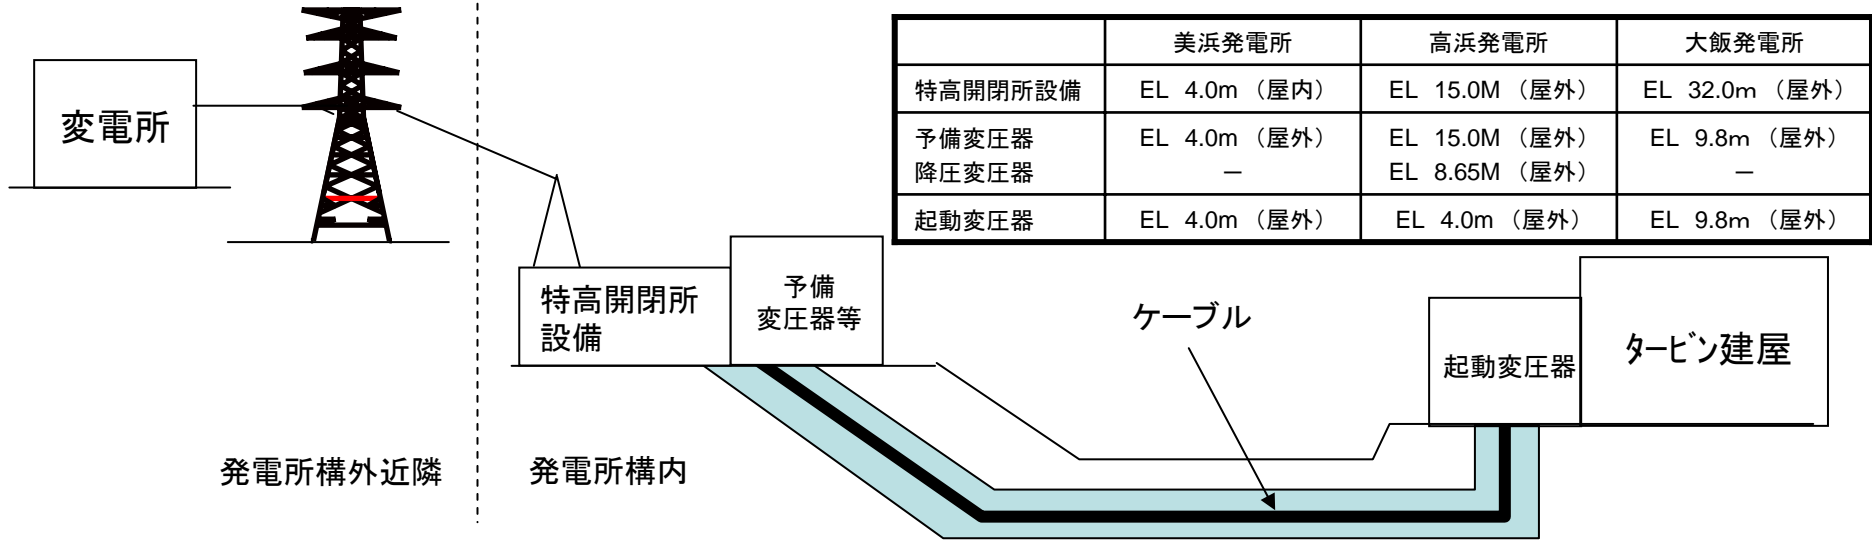 美浜発電所 高浜発電所 大飯発電所
特高開閉所設備 EL 4.0m （屋内） EL 15.0M （屋外） EL 32.0m （屋外）
予備変圧器 EL 4.0m （屋外） EL 15.0M （屋外） EL 9.8m （屋外）
降圧変圧器 － EL 8.65M （屋外） －
起動変圧器 EL 4.0m （屋外） EL 4.0m （屋外） EL 9.8m （屋外）
変電所
特高開閉所
設備
予備
変圧器等
ケーブル
起動変圧器
ﾀｰﾋﾞﾝ建屋
発電所構外近隣
発電所構内